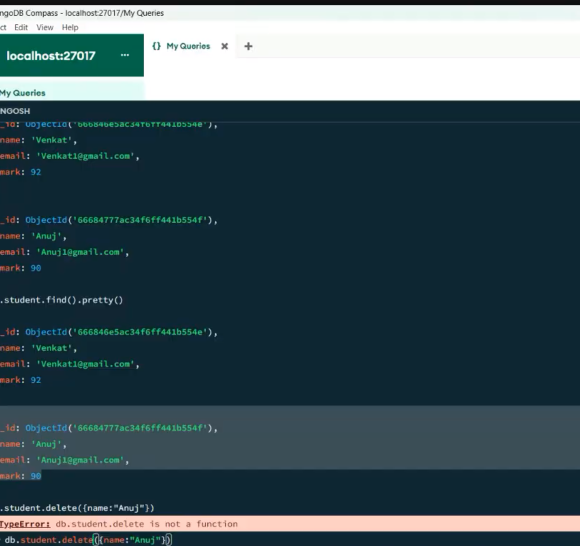 ngoDB Compass - localhost:27017/My Queries
ct Edit View Help
localhost:27017 ...
{} My Queries × +
My Queries
NGOSH
_id: ObjectId('666846e5ac34f6ff441b554e'),
name: 'Venkat',
email: 'Venkat1@gmail.com',
mark: 92
_id: ObjectId('66684777ac34f6ff441b554f'),
name: 'Anuj',
email: 'Anuj1@gmail.com',
mark: 90
.student.find().pretty()
_id: ObjectId('666846e5ac34f6ff441b554e'),
name: 'Venkat',
email: 'Venkat1@gmail.com',
mark: 92
_id: ObjectId('66684777ac34f6ff441b554f'),
name: 'Anuj',
email: 'Anuj1@gmail.com',
mark: 90
.student.delete({name:"Anuj"})
TypeError: db.student.delete is not a function
db.student.delete({name:"Anuj"})